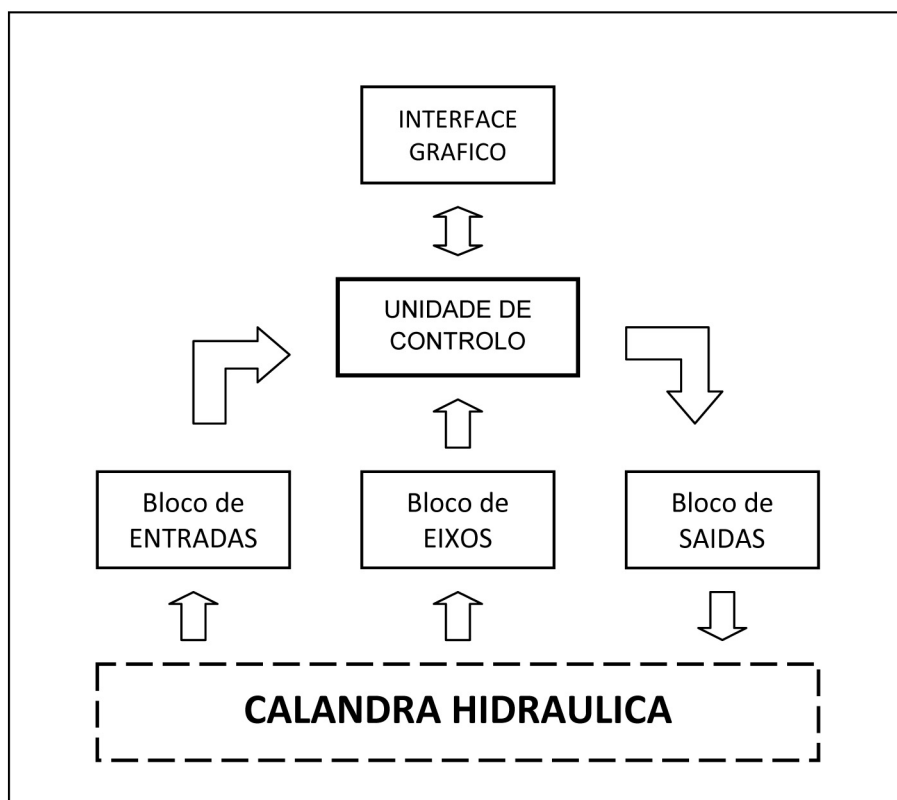 INTERFACE
GRAFICO
UNIDADE DE
CONTROLO
Bloco de
ENTRADAS
Bloco de
EIXOS
Bloco de
SAIDAS
CALANDRA HIDRAULICA